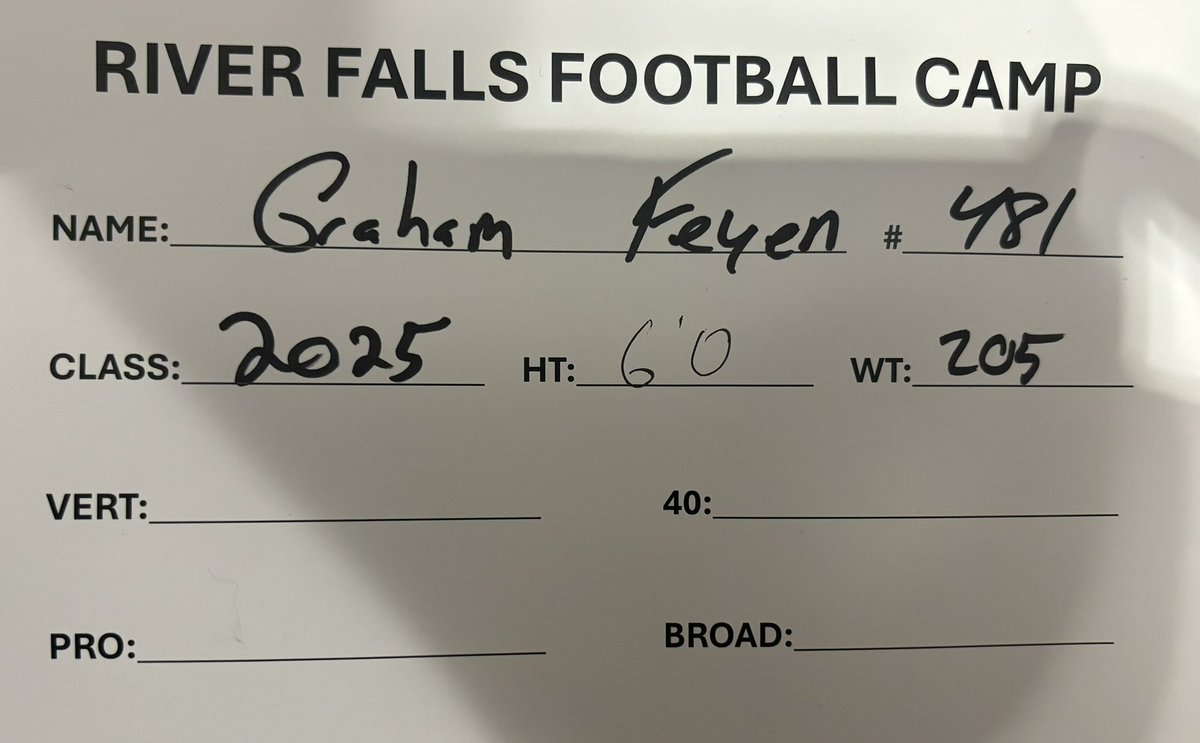 RIVER FALLS FOOTBALL CAMP
NAME: Graham Feyen # 481
CLASS: 2025 HT: 6'0 WT: 205
VERT: 40:
PRO: BROAD: